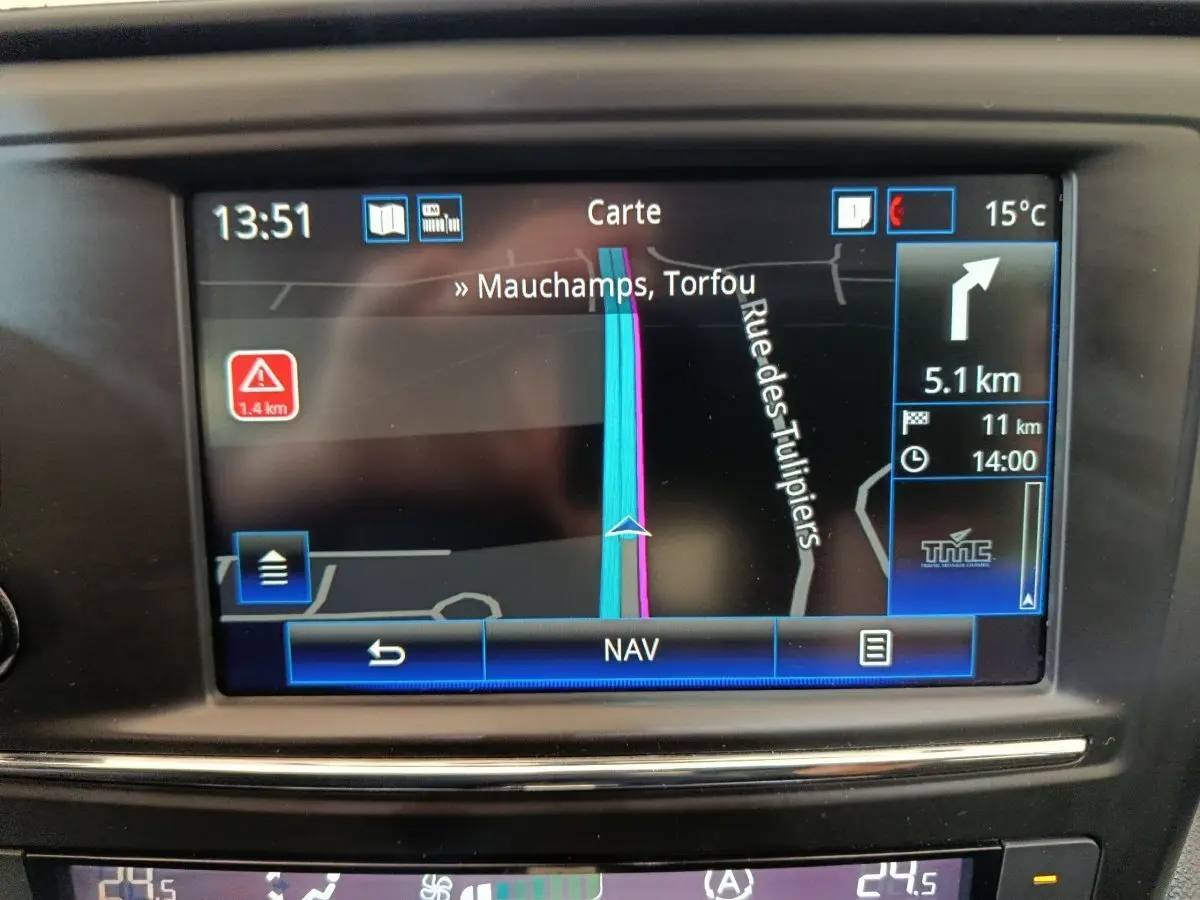 13:51
Carte
1
15°C
» Mauchamps, Torfou
5.1 km
1.4 km
Rue des Tulipiers
11 km
14:00
TMC
NAV
24.5
A
24.5